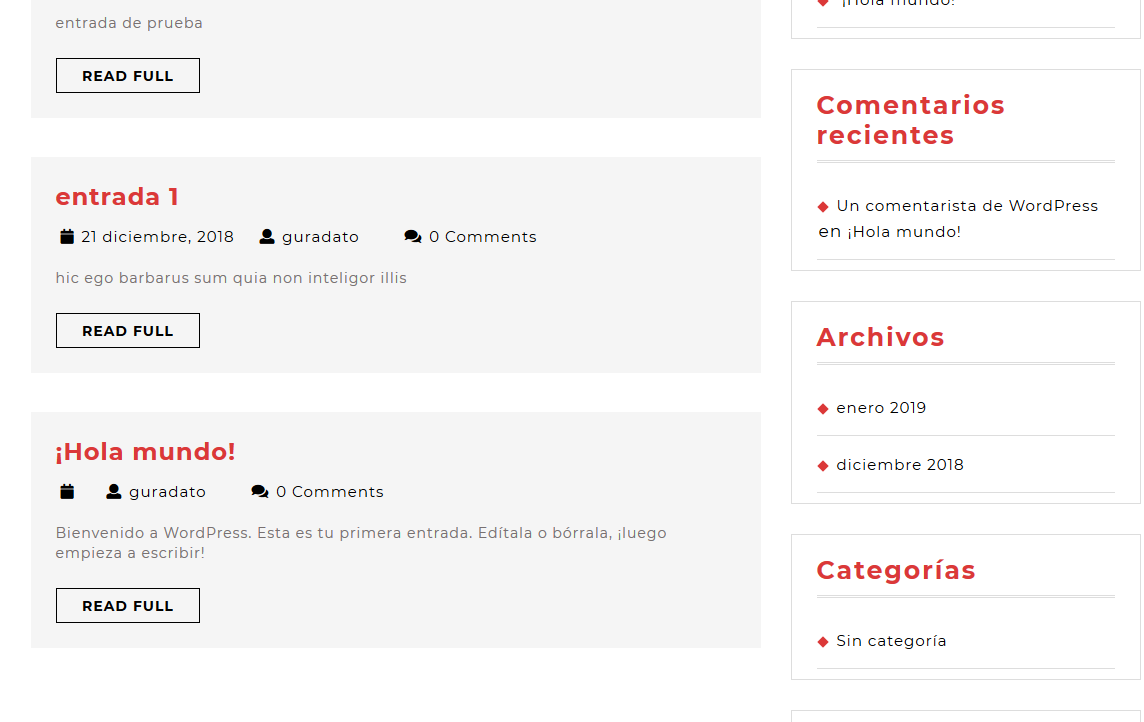 entrada de prueba
READ FULL
entrada 1
21 diciembre, 2018 guradato 0 Comments
hic ego barbarus sum quia non inteligor illis
READ FULL
¡Hola mundo!
guradato 0 Comments
Bienvenido a WordPress. Esta es tu primera entrada. Edítala o bórrala, ¡luego
empieza a escribir!
READ FULL
¡Hola mundo!
Comentarios
recientes
Un comentarista de WordPress
en ¡Hola mundo!
Archivos
enero 2019
diciembre 2018
Categorías
Sin categoría